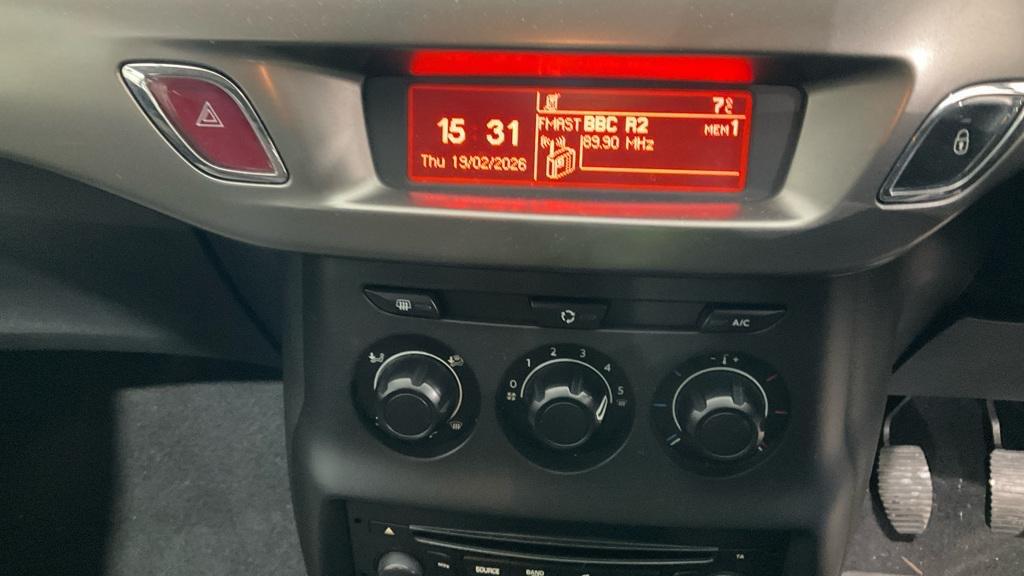 7°C
15 31
FMAST BBC R2
MEM1
89.90 MHz
Thu 19/02/2026
A/C
0 1 2 3 4 5
- +
SOURCE
BAND
TA